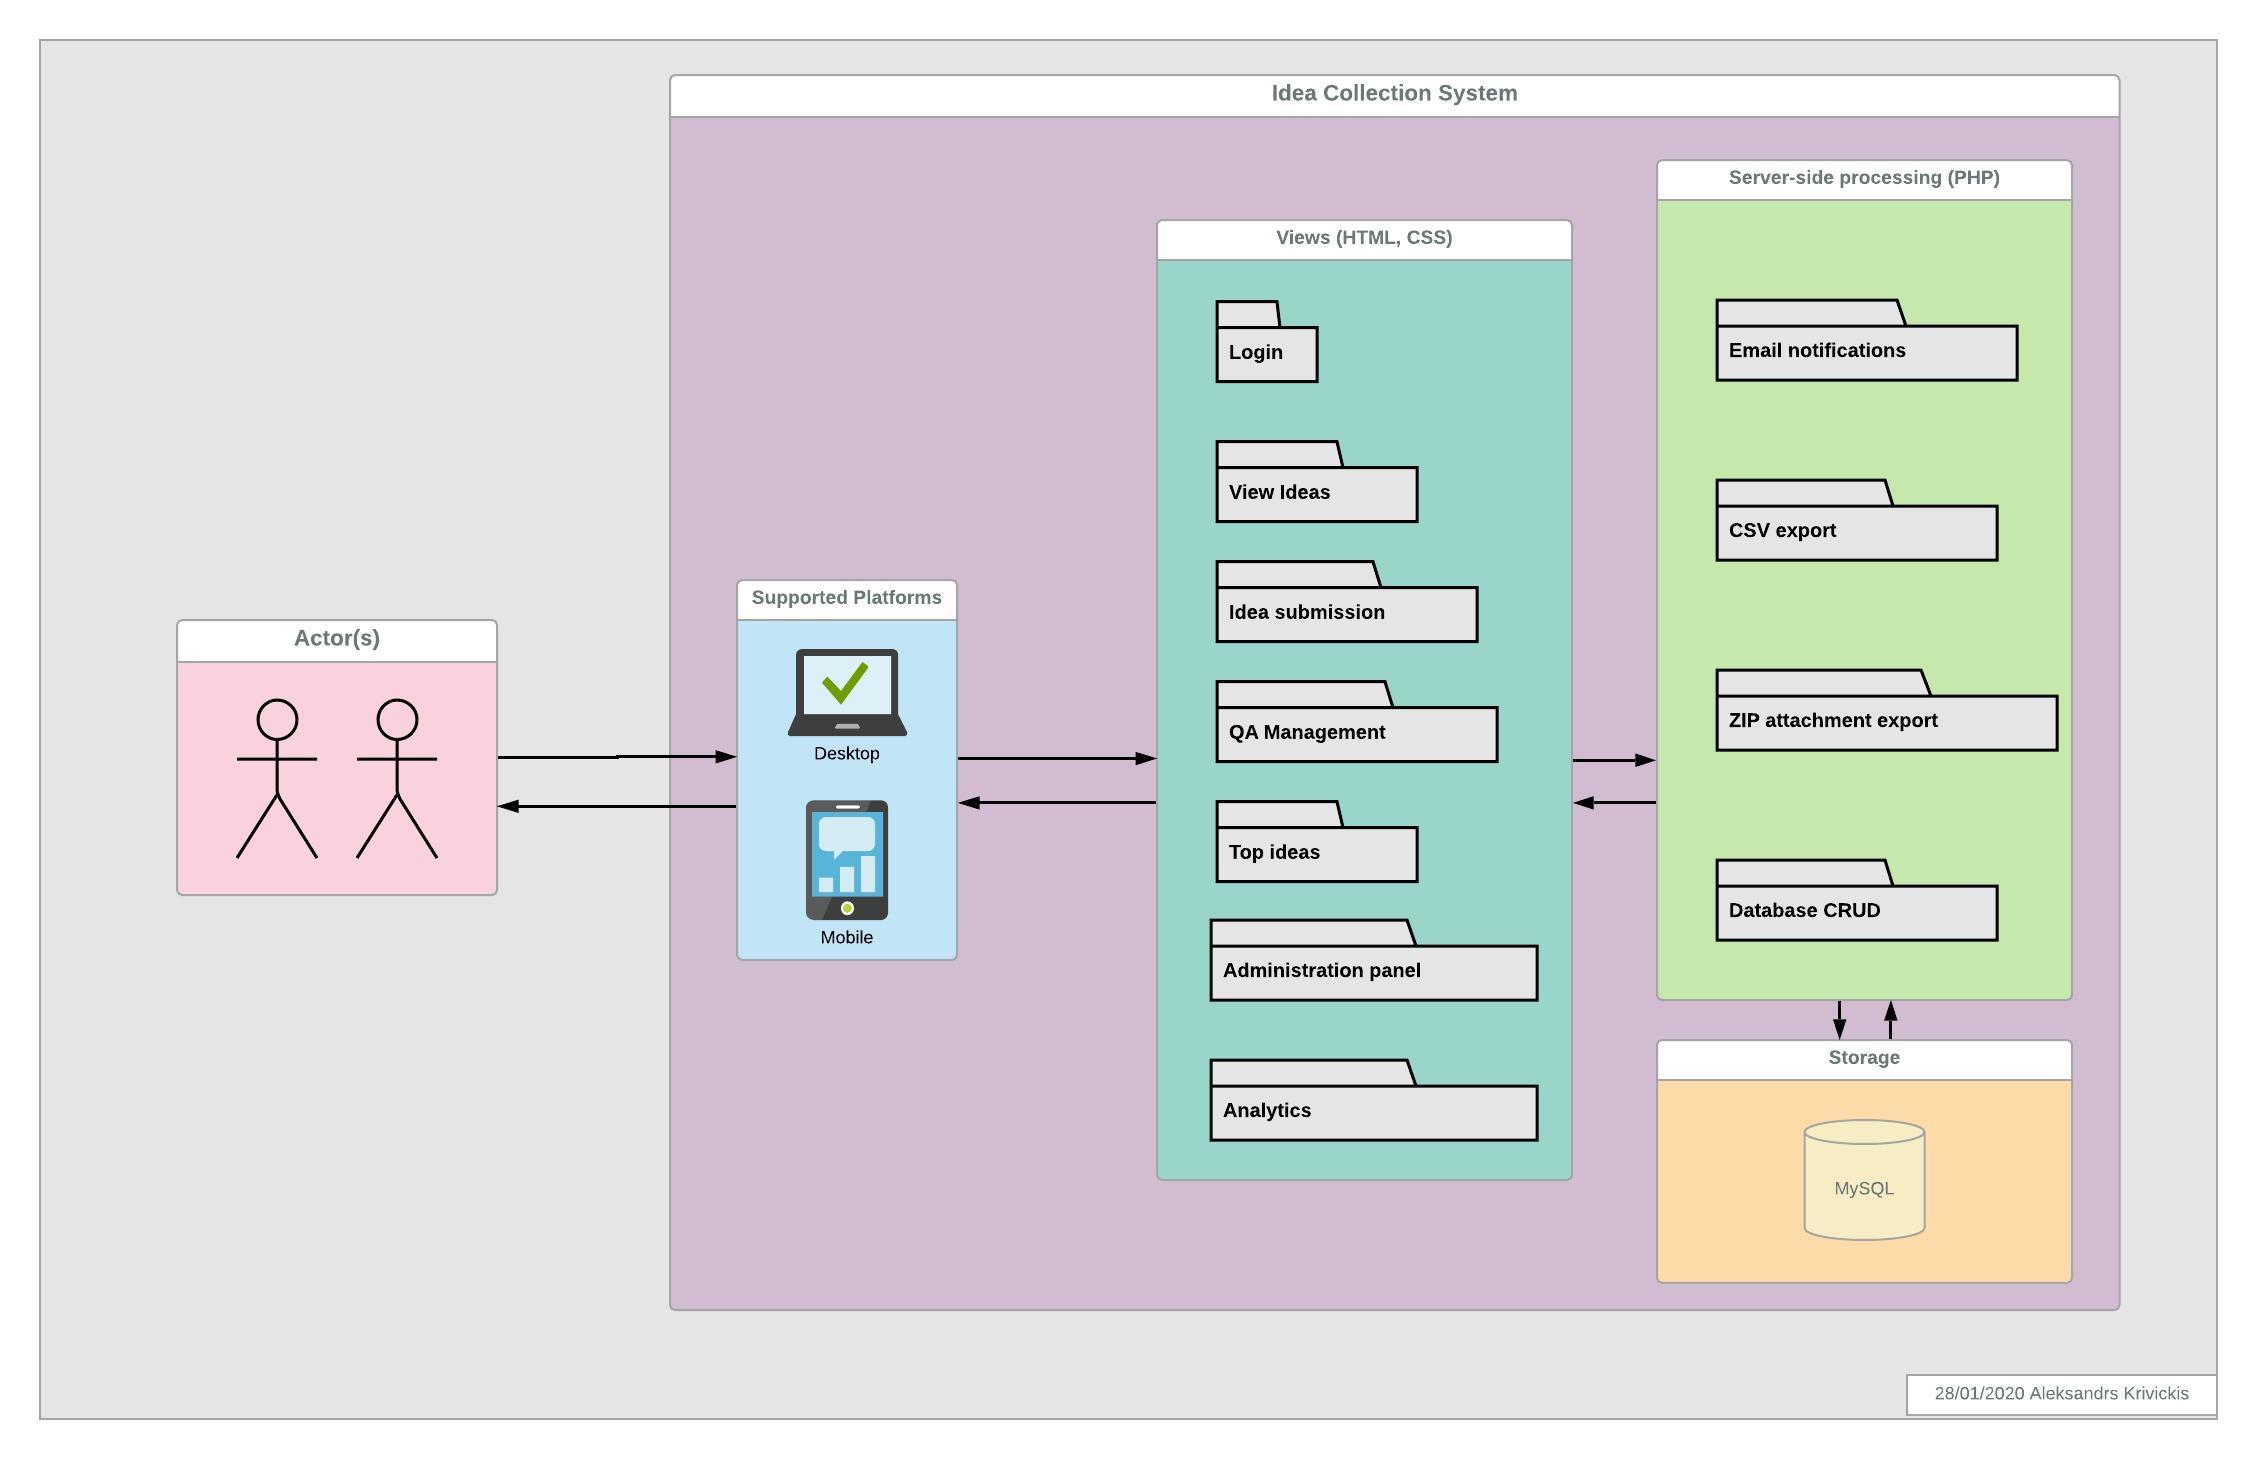 Idea Collection System
Server-side processing (PHP)
Views (HTML, CSS)
Login
Email notifications
View Ideas
CSV export
Supported Platforms
Idea submission
Actor(s)
ZIP attachment export
QA Management
Desktop
Top ideas
Database CRUD
Mobile
Administration panel
Storage
Analytics
MySQL
28/01/2020 Aleksandrs Krivickis